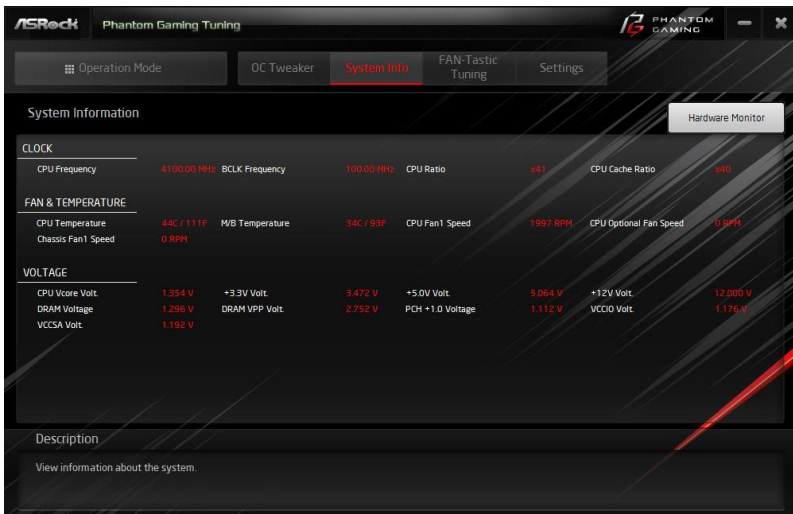 ASRock Phantom Gaming Tuning PHANTOM GAMING
Operation Mode OC Tweaker System Info FAN-Tastic Tuning Settings
System Information Hardware Monitor
CLOCK
CPU Frequency 4100.00 MHz BCLK Frequency 100.00 MHz CPU Ratio x41 CPU Cache Ratio x40
FAN & TEMPERATURE
CPU Temperature 44C / 111F M/B Temperature 34C / 93F CPU Fan1 Speed 1997 RPM CPU Optional Fan Speed 0 RPM
Chassis Fan1 Speed 0 RPM
VOLTAGE
CPU Vcore Volt. 1.354 V +3.3V Volt. 3.472 V +5.0V Volt. 5.064 V +12V Volt. 12.000 V
DRAM Voltage 1.296 V DRAM VPP Volt. 2.752 V PCH +1.0 Voltage 1.112 V VCCIO Volt. 1.176 V
VCCSA Volt. 1.192 V
Description
View information about the system.